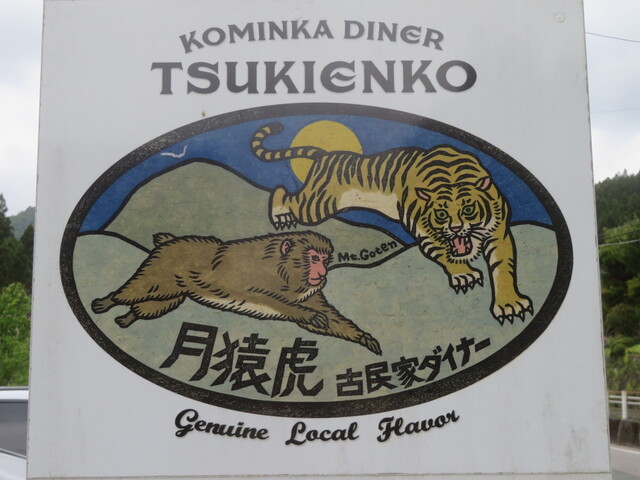 KOMINKA DINER
TSUKIENKO
Mt.Goten
月猿虎 古民家ダイナー
Genuine Local Flavor